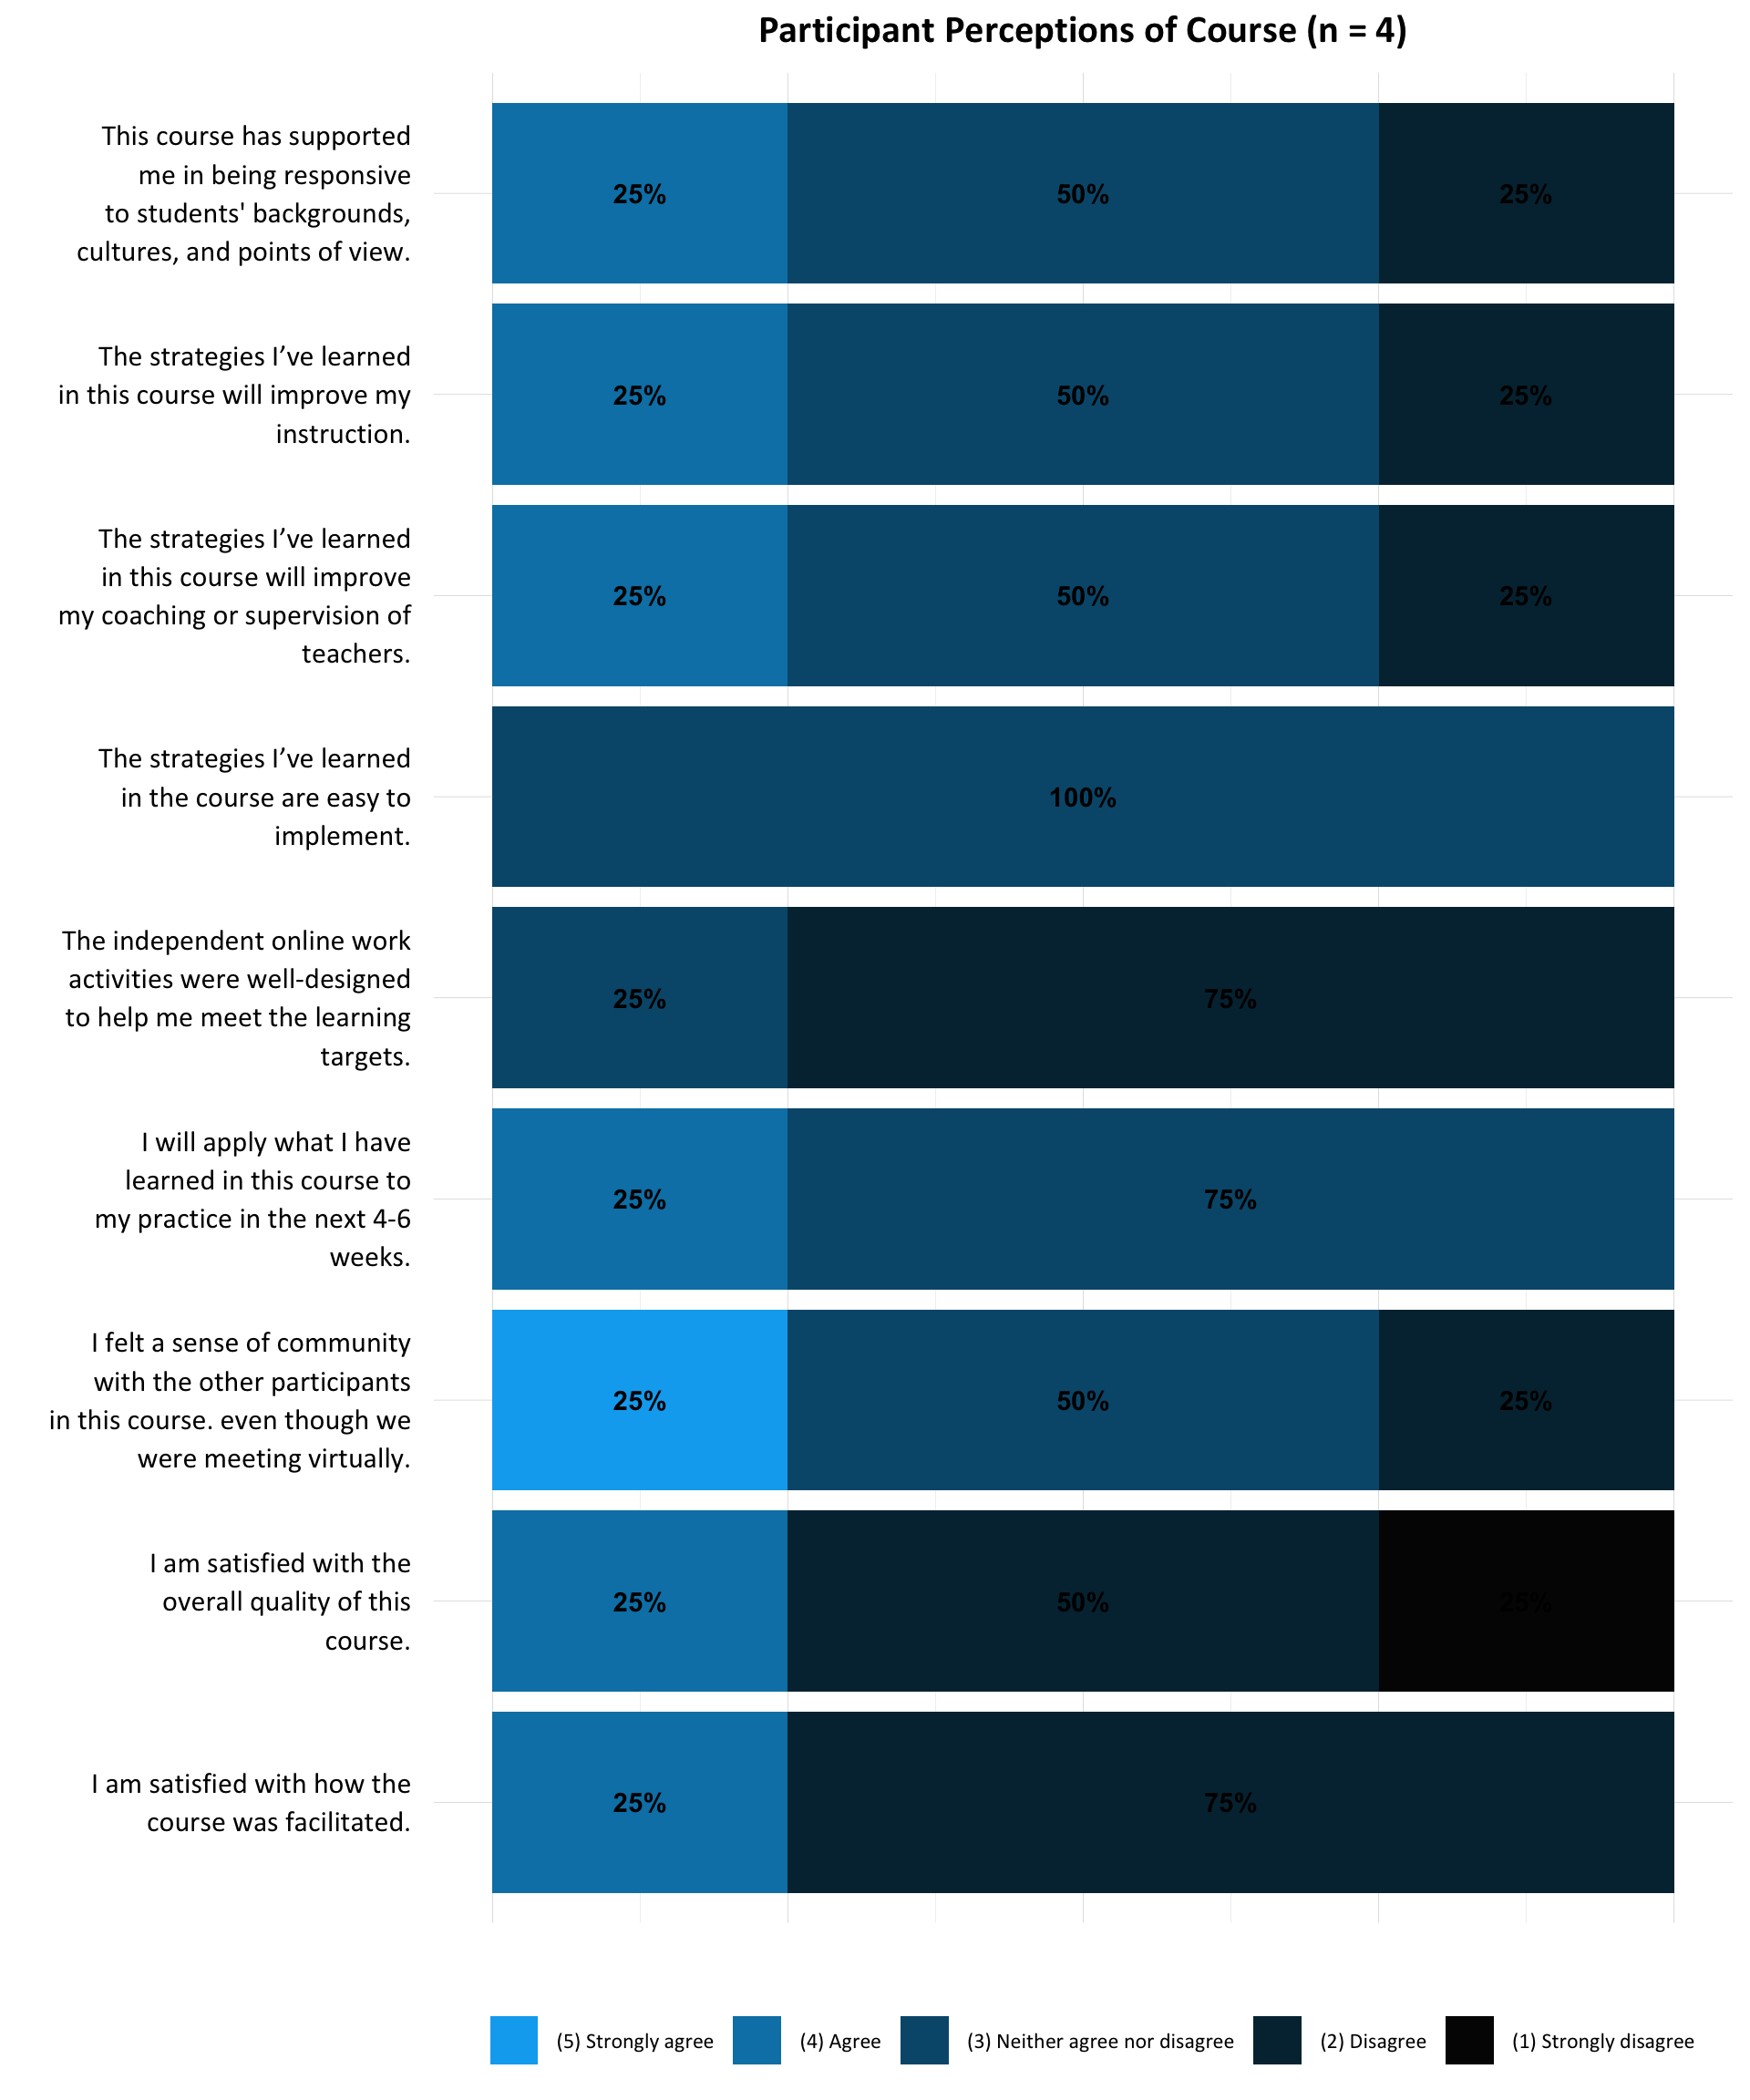 Participant Perceptions of Course (n = 4)
This course has supported
me in being responsive
to students' backgrounds,
cultures, and points of view.
25% 50% 25%
The strategies I’ve learned
in this course will improve my
instruction.
25% 50% 25%
The strategies I’ve learned
in this course will improve
my coaching or supervision of
teachers.
25% 50% 25%
The strategies I’ve learned
in the course are easy to
implement.
100%
The independent online work
activities were well-designed
to help me meet the learning
targets.
25% 75%
I will apply what I have
learned in this course to
my practice in the next 4-6
weeks.
25% 75%
I felt a sense of community
with the other participants
in this course. even though we
were meeting virtually.
25% 50% 25%
I am satisfied with the
overall quality of this
course.
25% 50% 25%
I am satisfied with how the
course was facilitated.
25% 75%
(5) Strongly agree (4) Agree (3) Neither agree nor disagree (2) Disagree (1) Strongly disagree